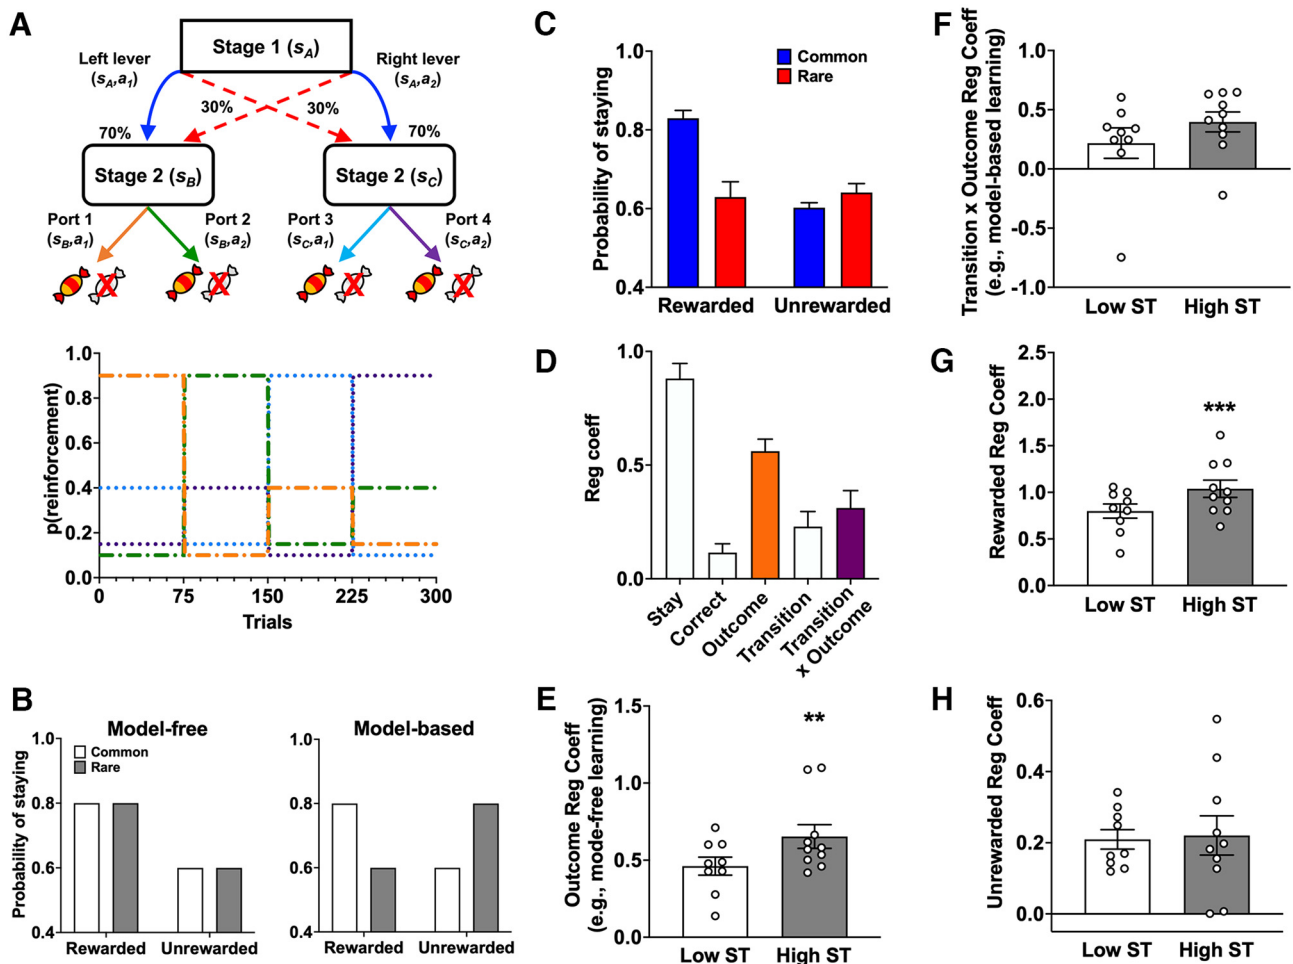 A
Stage 1 (sA)
Left lever
(sA,a1)
Right lever
(sA,a2)
30%
30%
70%
70%
Stage 2 (sB)
Stage 2 (sC)
Port 1
(sB,a1)
Port 2
(sB,a2)
Port 3
(sC,a1)
Port 4
(sC,a2)
X
X
X
X
p(reinforcement)
1.0
0.8
0.6
0.4
0.2
0.0
0
75
150
225
300
Trials
B
Model-free
Common
Rare
Probability of staying
1.0
0.8
0.6
0.4
Rewarded
Unrewarded
Model-based
1.0
0.8
0.6
0.4
Rewarded
Unrewarded
C
Common
Rare
Probability of staying
1.0
0.8
0.6
0.4
Rewarded
Unrewarded
D
Reg coeff
1.0
0.5
0.0
Stay
Correct
Outcome
Transition
Transition
x Outcome
E
Outcome Reg Coeff
(e.g., mode-free learning)
1.5
1.0
0.5
0.0
**
Low ST
High ST
F
Transition x Outcome Reg Coeff
(e.g., model-based learning)
1.0
0.5
0.0
-0.5
-1.0
Low ST
High ST
G
Rewarded Reg Coeff
2.5
2.0
1.5
1.0
0.5
0.0
***
Low ST
High ST
H
Unrewarded Reg Coeff
0.6
0.4
0.2
0.0
Low ST
High ST